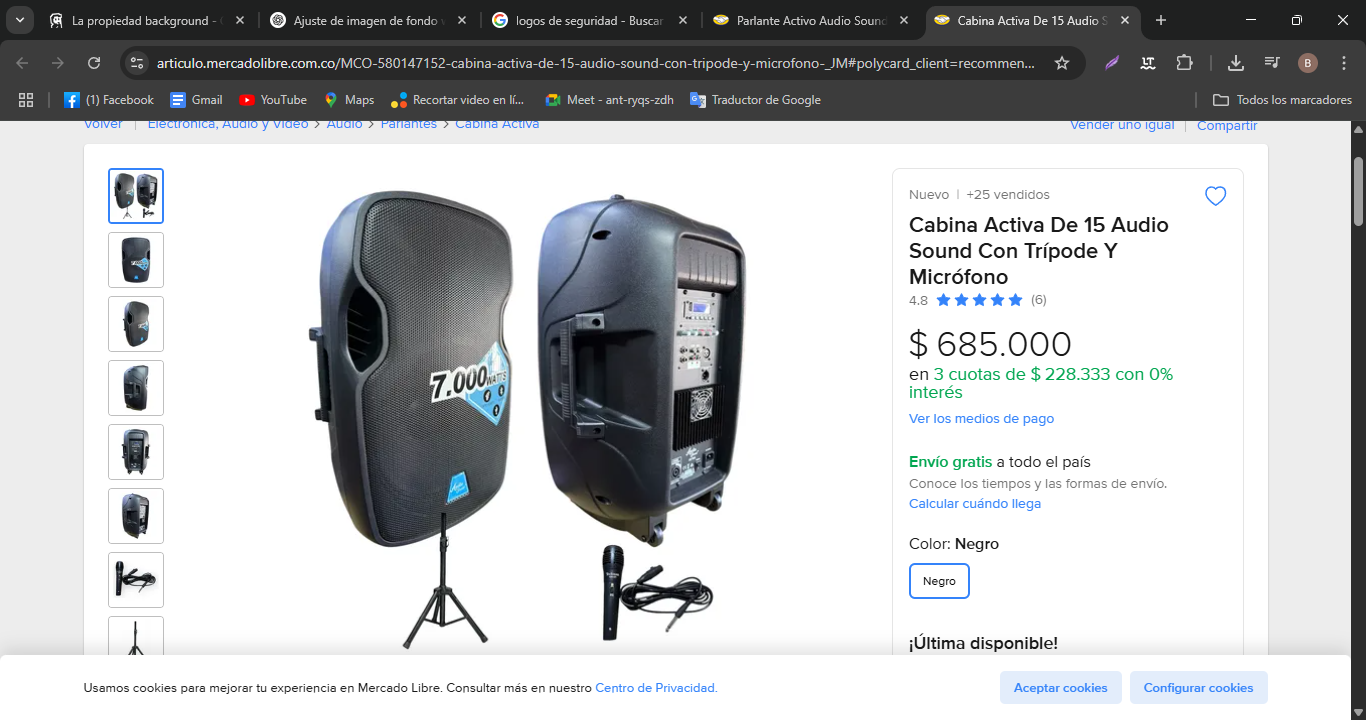 La propiedad background -
Ajuste de imagen de fondo
logos de seguridad - Buscar
Parlante Activo Audio Sound
Cabina Activa De 15 Audio S
articulo.mercadolibre.com.co/MCO-580147152-cabina-activa-de-15-audio-sound-con-tripode-y-microfono-_JM#polycard_client=recommen...
B
(1) Facebook
Gmail
YouTube
Maps
Recortar video en lí...
Meet - ant-ryqs-zdh
Traductor de Google
Todos los marcadores
Volver | Electrónica, Audio y Video > Audio > Parlantes > Cabina Activa
Vender uno igual | Compartir
Nuevo | +25 vendidos
Cabina Activa De 15 Audio
Sound Con Trípode Y
Micrófono
4.8 (6)
$ 685.000
en 3 cuotas de $ 228.333 con 0%
interés
Ver los medios de pago
Envío gratis a todo el país
Conoce los tiempos y las formas de envío.
Calcular cuándo llega
Color: Negro
Negro
¡Última disponible!
7.000 WATTS
Usamos cookies para mejorar tu experiencia en Mercado Libre. Consultar más en nuestro Centro de Privacidad.
Aceptar cookies
Configurar cookies